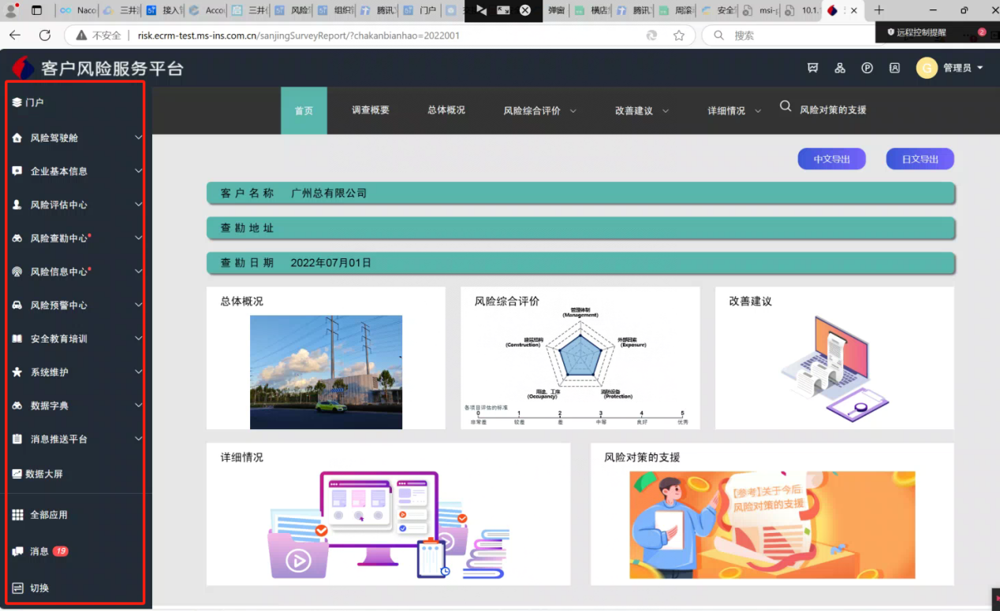 Naco
三井
接入
Acco
三井
风险
组织
腾讯
门户
弹窗
横店
腾讯
周滚
安全
msi-
10.1.
不安全
risk.ecrm-test.ms-ins.com.cn/sanjingSurveyReport/?chakanbianhao=2022001
搜索
远程控制提醒
2
客户风险服务平台
G 管理员
门户
风险驾驶舱
企业基本信息
风险评估中心
风险查勘中心
风险信息中心
风险预警中心
安全教育培训
系统维护
数据字典
消息推送平台
数据大屏
全部应用
消息 19
切换
首页 调查概要 总体概况 风险综合评价 改善建议 详细情况 风险对策的支援
中文导出 日文导出
客户名称 广州总有限公司
查勘地址
查勘日期 2022年07月01日
总体概况
风险综合评价
管理体制
(Management)
建筑结构
(Construction)
外部因素
(Exposure)
用途、工序
(Occupancy)
消防设备
(Protection)
各项目评估的标准
0 1 2 3 4 5
非常差 较差 差 中等 良好 优秀
改善建议
详细情况
风险对策的支援
【参考】关于今后
风险对策的支援